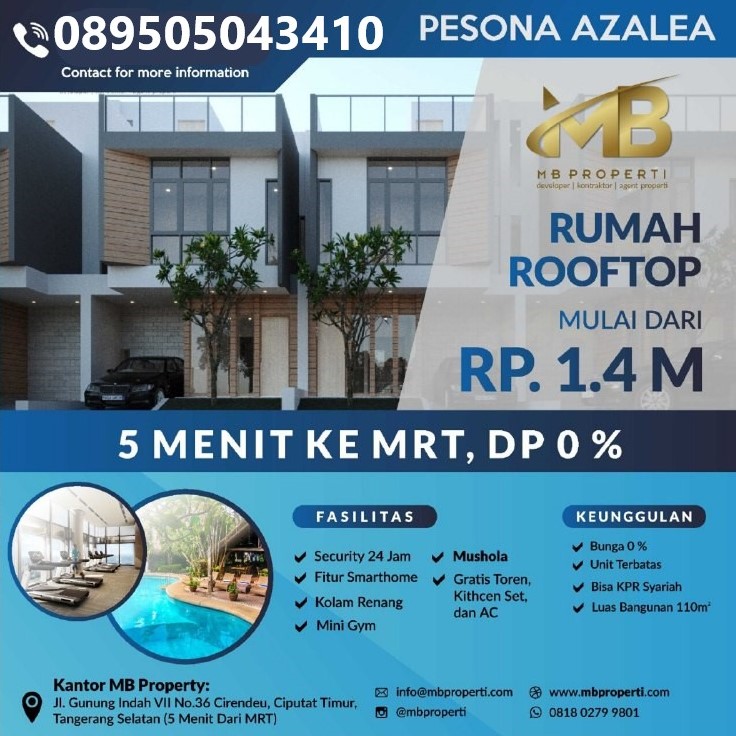 089505043410
Contact for more information
PESONA AZALEA
MB
MB PROPERTI
developer | kontraktor | agent properti
RUMAH
ROOFTOP
MULAI DARI
RP. 1.4 M
5 MENIT KE MRT, DP 0 %
FASILITAS
Security 24 Jam
Fitur Smarthome
Kolam Renang
Mini Gym
Mushola
Gratis Toren,
Kithcen Set,
dan AC
KEUNGGULAN
Bunga 0 %
Unit Terbatas
Bisa KPR Syariah
Luas Bangunan 110m²
Kantor MB Property:
Jl. Gunung Indah VII No.36 Cirendeu, Ciputat Timur,
Tangerang Selatan (5 Menit Dari MRT)
info@mbproperti.com
@mbproperti
www.mbproperti.com
0818 0279 9801